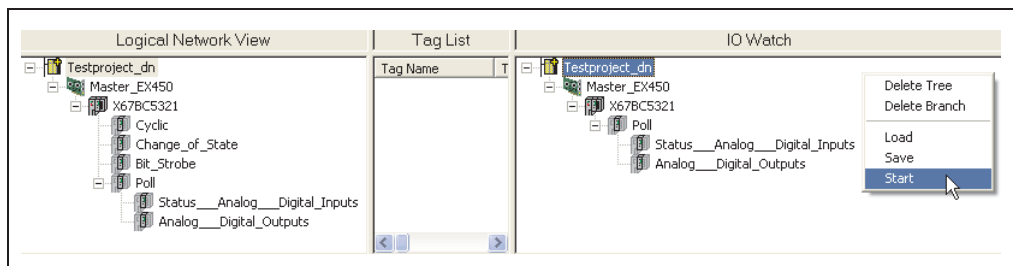 Logical Network View
Testproject_dn
Master_EX450
X67BC5321
Cyclic
Change_of_State
Bit_Strobe
Poll
Status___Analog___Digital_Inputs
Analog___Digital_Outputs
Tag List
Tag Name T
IO Watch
Testproject_dn
Master_EX450
X67BC5321
Poll
Status___Analog___Digital_Inputs
Analog___Digital_Outputs
Delete Tree
Delete Branch
Load
Save
Start